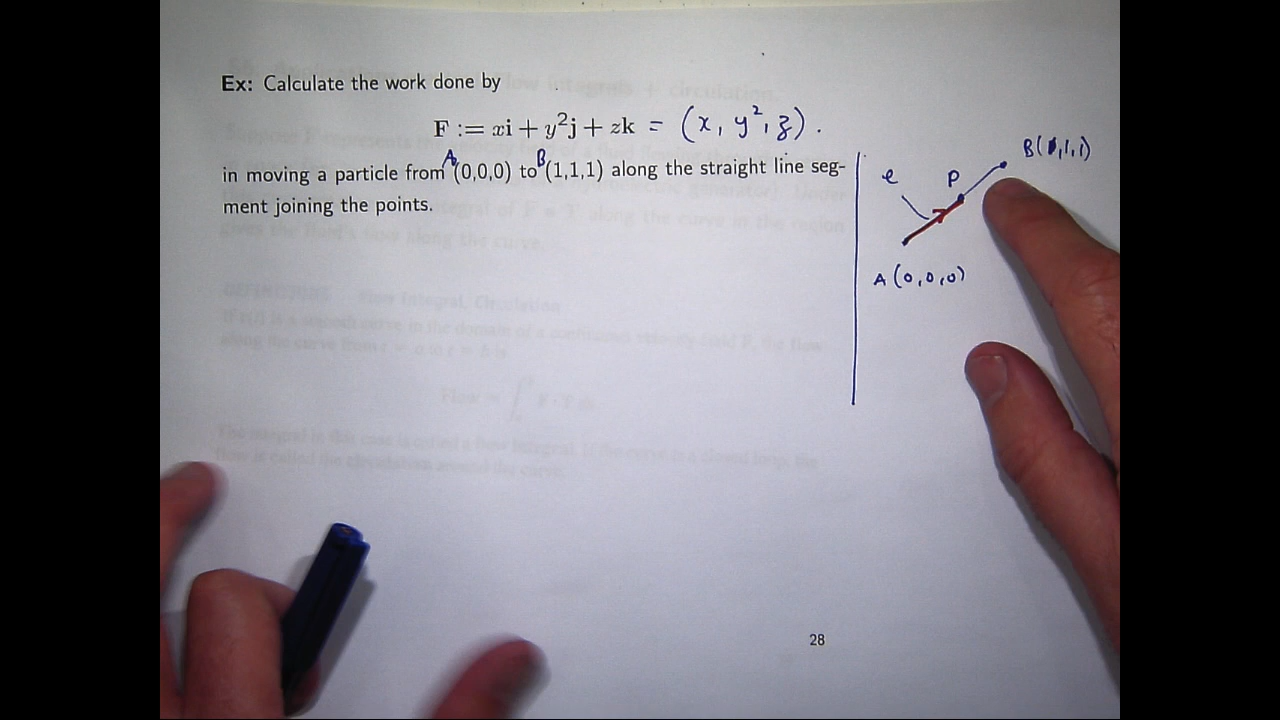 Ex: Calculate the work done by
F := xi + y²j + zk = (x, y², z).
in moving a particle from A(0,0,0) to B(1,1,1) along the straight line seg-
ment joining the points.
B(1,1,1)
e P
A(0,0,0)
28